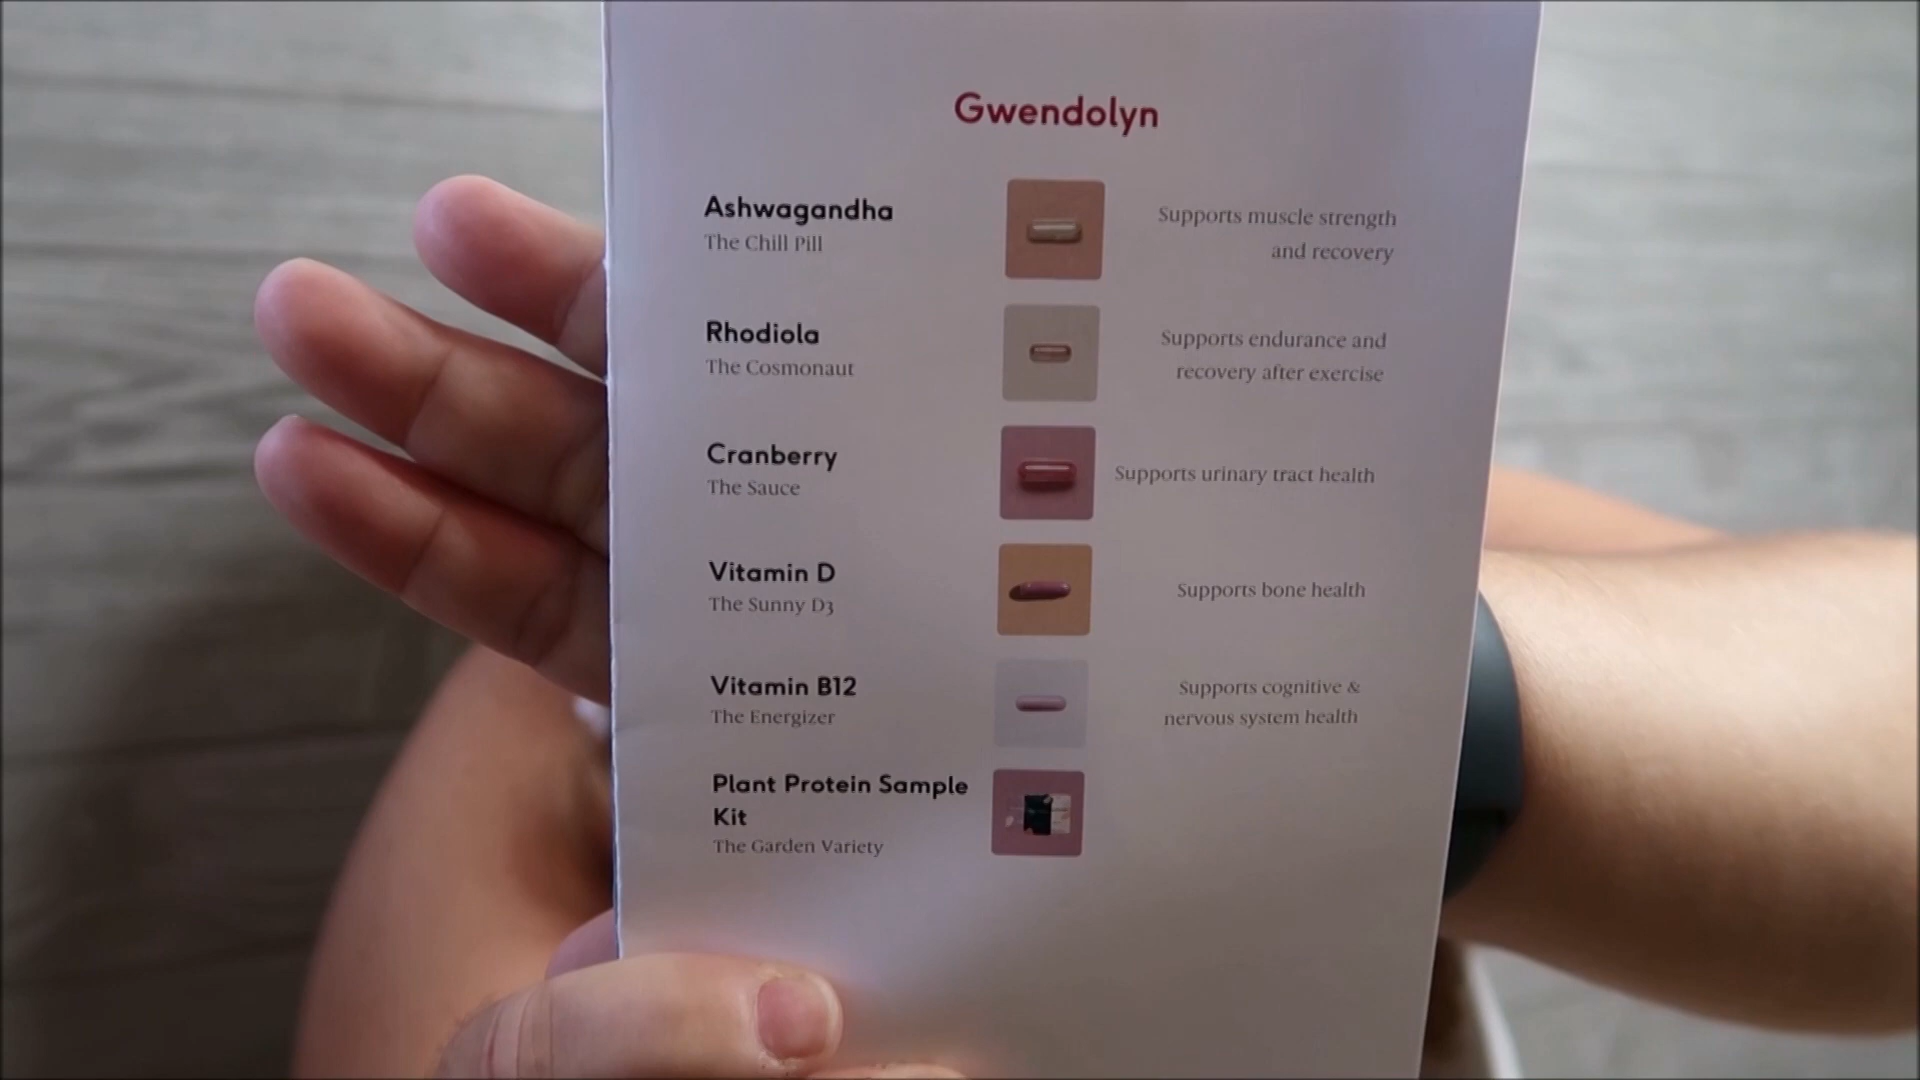 Gwendolyn
Ashwagandha
The Chill Pill
Supports muscle strength
and recovery
Rhodiola
The Cosmonaut
Supports endurance and
recovery after exercise
Cranberry
The Sauce
Supports urinary tract health
Vitamin D
The Sunny D3
Supports bone health
Vitamin B12
The Energizer
Supports cognitive &
nervous system health
Plant Protein Sample
Kit
The Garden Variety